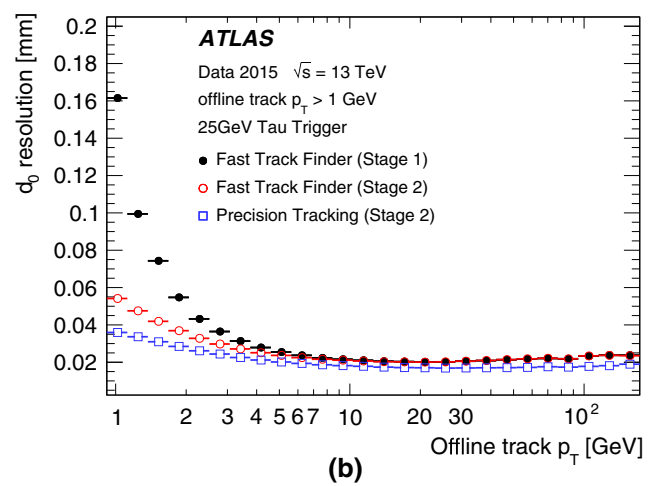 ATLAS
Data 2015 √s = 13 TeV
offline track p_T > 1 GeV
25GeV Tau Trigger
Fast Track Finder (Stage 1)
Fast Track Finder (Stage 2)
Precision Tracking (Stage 2)
d₀ resolution [mm]
0.2
0.18
0.16
0.14
0.12
0.1
0.08
0.06
0.04
0.02
1 2 3 4 5 6 7 10 20 30 10²
Offline track p_T [GeV]
(b)